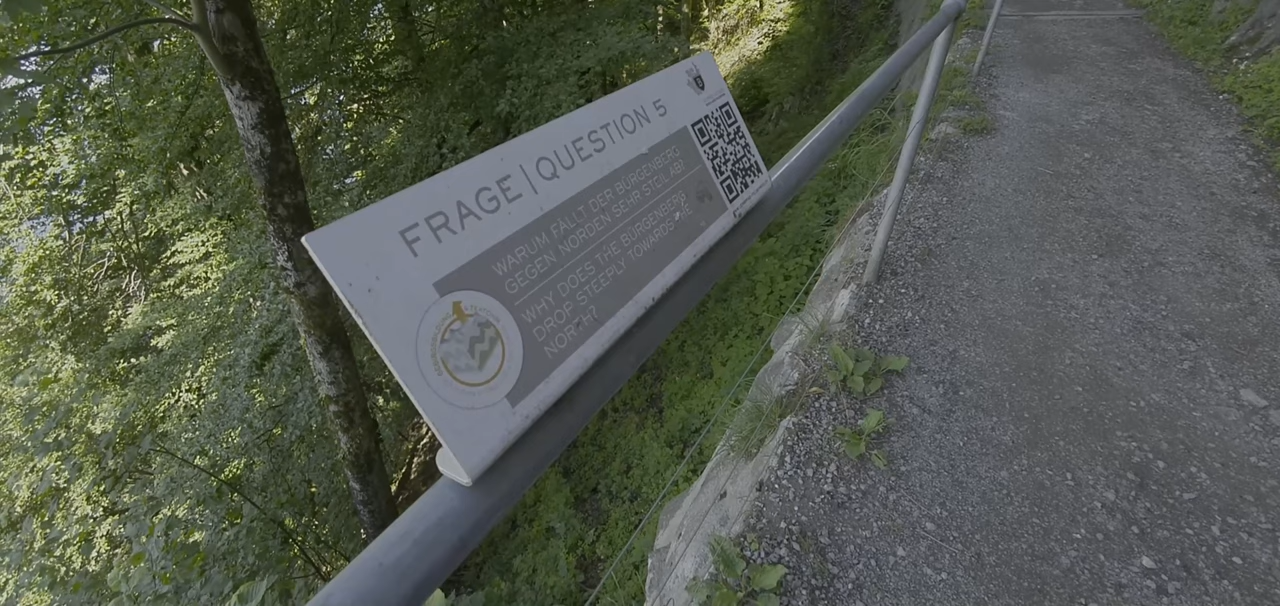 FRAGE | QUESTION 5
WARUM FÄLLT DER BÜRGENBERG
GEGEN NORDEN SEHR STEIL AB?
WHY DOES THE BÜRGENBERG
DROP STEEPLY TOWARDS THE
NORTH?